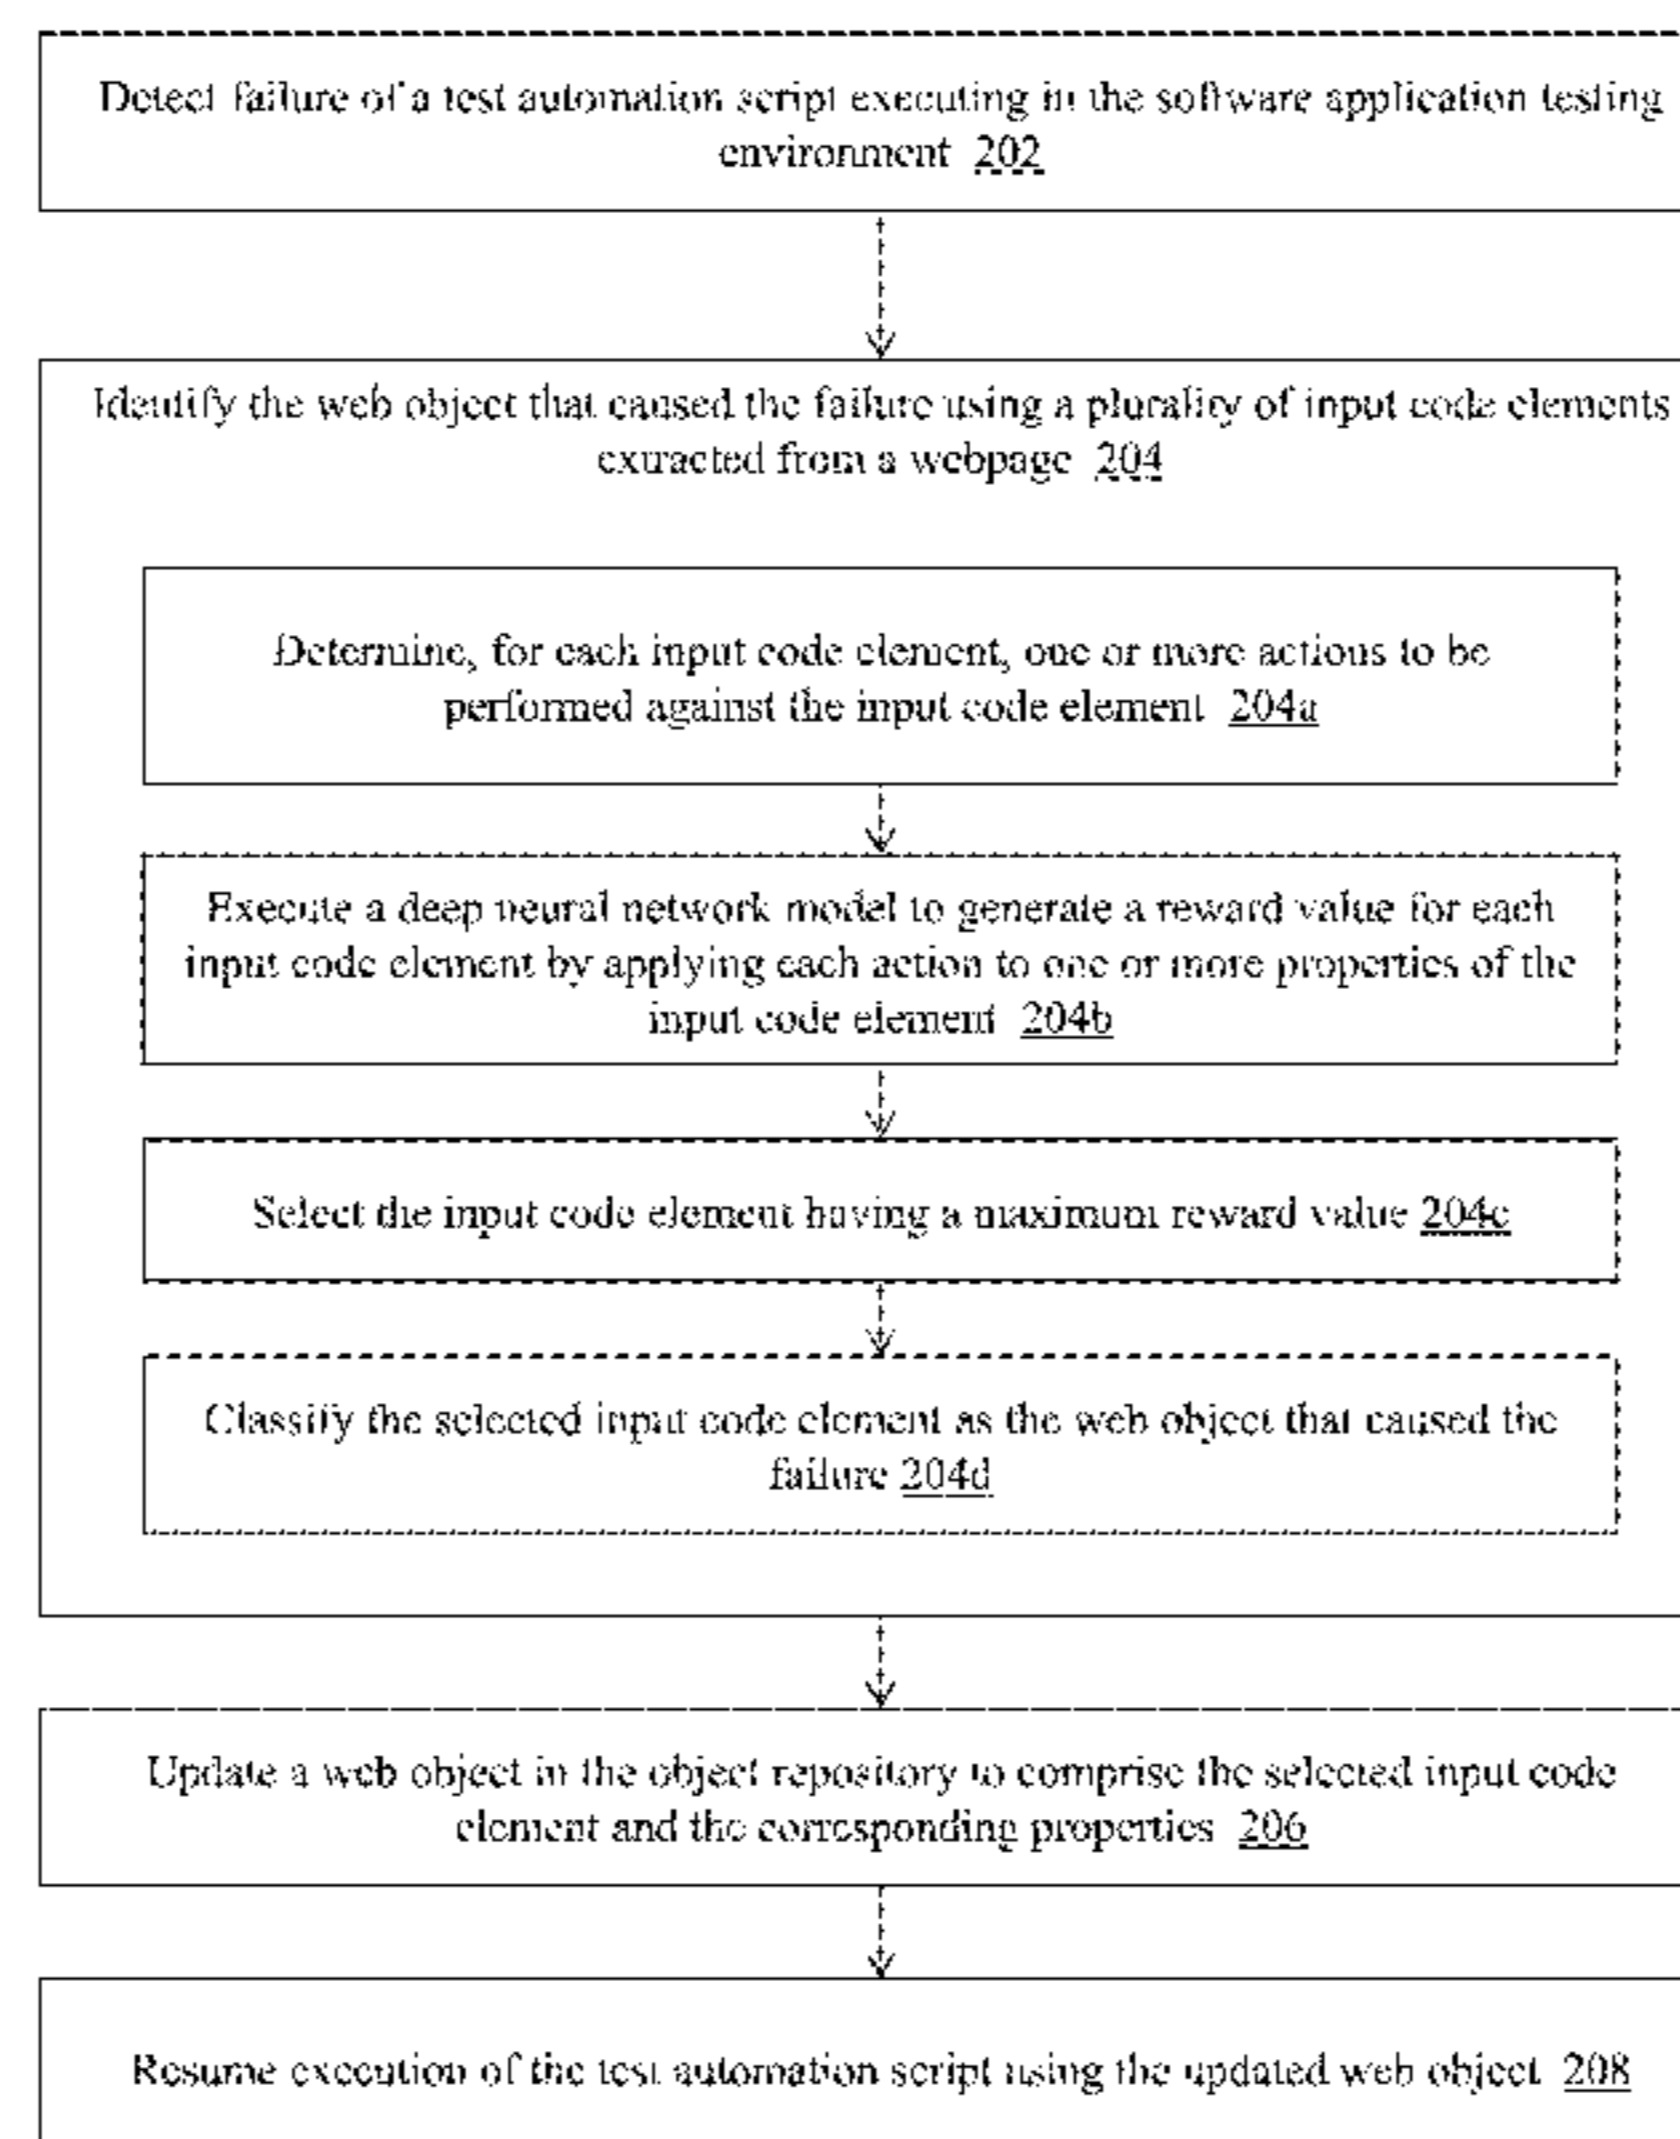 Detect failure of a test automation script executing in the software application testing
environment 202
Identify the web object that caused the failure using a plurality of input code elements
extracted from a webpage 204
Determine, for each input code element, one or more actions to be
performed against the input code element 204a
Execute a deep neural network model to generate a reward value for each
input code element by applying each action to one or more properties of the
input code element 204b
Select the input code element having a maximum reward value 204c
Classify the selected input code element as the web object that caused the
failure 204d
Update a web object in the object repository to comprise the selected input code
element and the corresponding properties 206
Resume execution of the test automation script using the updated web object 208